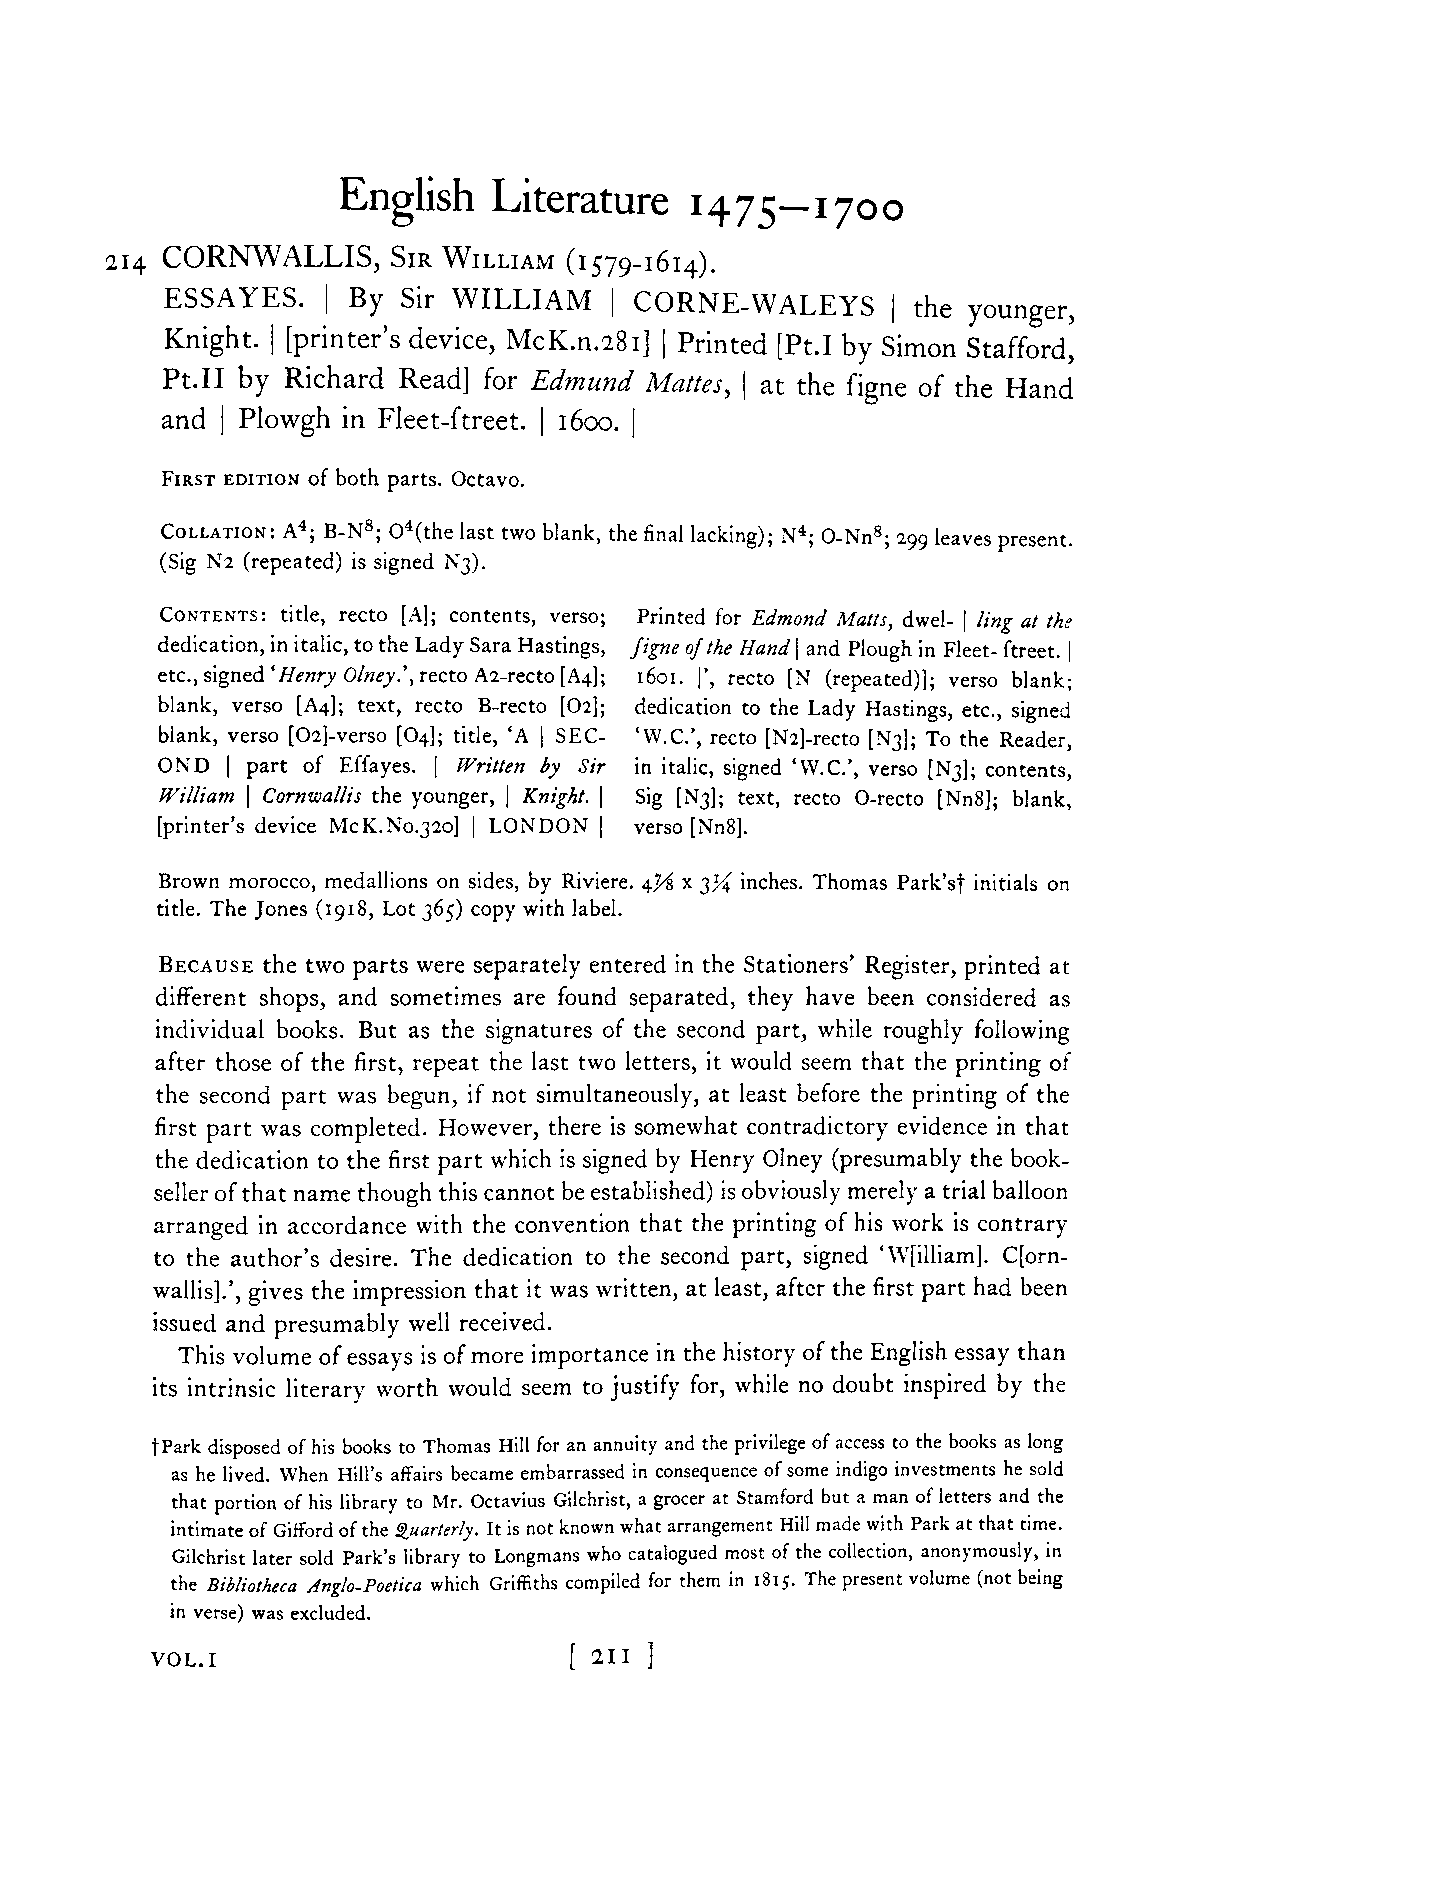 English Literature 1475–1700
214 CORNWALLIS, SIR WILLIAM (1579-1614).
ESSAYES. | By Sir WILLIAM | CORNE-WALEYS | the younger,
Knight. | [printer's device, McK.n.281] | Printed [Pt.I by Simon Stafford,
Pt.II by Richard Read] for Edmund Mattes, | at the ſigne of the Hand
and | Plowgh in Fleet-ſtreet. | 1600. |
FIRST EDITION of both parts. Octavo.
COLLATION: A⁴; B-N⁸; O⁴(the last two blank, the final lacking); N⁴; O-Nn⁸; 299 leaves present.
(Sig N2 (repeated) is signed N3).
CONTENTS: title, recto [A]; contents, verso;
dedication, in italic, to the Lady Sara Hastings,
etc., signed ‘Henry Olney.’, recto A2-recto [A4];
blank, verso [A4]; text, recto B-recto [O2];
blank, verso [O2]-verso [O4]; title, ‘A | SEC-
OND | part of Eſſayes. | Written by Sir
William | Cornwallis the younger, | Knight. |
[printer's device McK.No.320] | LONDON |
Printed for Edmond Matts, dwel- | ling at the
ſigne of the Hand | and Plough in Fleet- ſtreet. |
1601. |’, recto [N (repeated)]; verso blank;
dedication to the Lady Hastings, etc., signed
‘W.C.’, recto [N2]-recto [N3]; To the Reader,
in italic, signed ‘W.C.’, verso [N3]; contents,
Sig [N3]; text, recto O-recto [Nn8]; blank,
verso [Nn8].
Brown morocco, medallions on sides, by Riviere. 4⅞ x 3¼ inches. Thomas Park's† initials on
title. The Jones (1918, Lot 365) copy with label.
BECAUSE the two parts were separately entered in the Stationers' Register, printed at
different shops, and sometimes are found separated, they have been considered as
individual books. But as the signatures of the second part, while roughly following
after those of the first, repeat the last two letters, it would seem that the printing of
the second part was begun, if not simultaneously, at least before the printing of the
first part was completed. However, there is somewhat contradictory evidence in that
the dedication to the first part which is signed by Henry Olney (presumably the book-
seller of that name though this cannot be established) is obviously merely a trial balloon
arranged in accordance with the convention that the printing of his work is contrary
to the author's desire. The dedication to the second part, signed ‘W[illiam]. C[orn-
wallis].’, gives the impression that it was written, at least, after the first part had been
issued and presumably well received.
This volume of essays is of more importance in the history of the English essay than
its intrinsic literary worth would seem to justify for, while no doubt inspired by the
†Park disposed of his books to Thomas Hill for an annuity and the privilege of access to the books as long
as he lived. When Hill's affairs became embarrassed in consequence of some indigo investments he sold
that portion of his library to Mr. Octavius Gilchrist, a grocer at Stamford but a man of letters and the
intimate of Gifford of the Quarterly. It is not known what arrangement Hill made with Park at that time.
Gilchrist later sold Park's library to Longmans who catalogued most of the collection, anonymously, in
the Bibliotheca Anglo-Poetica which Griffiths compiled for them in 1815. The present volume (not being
in verse) was excluded.
VOL.I [ 211 ]